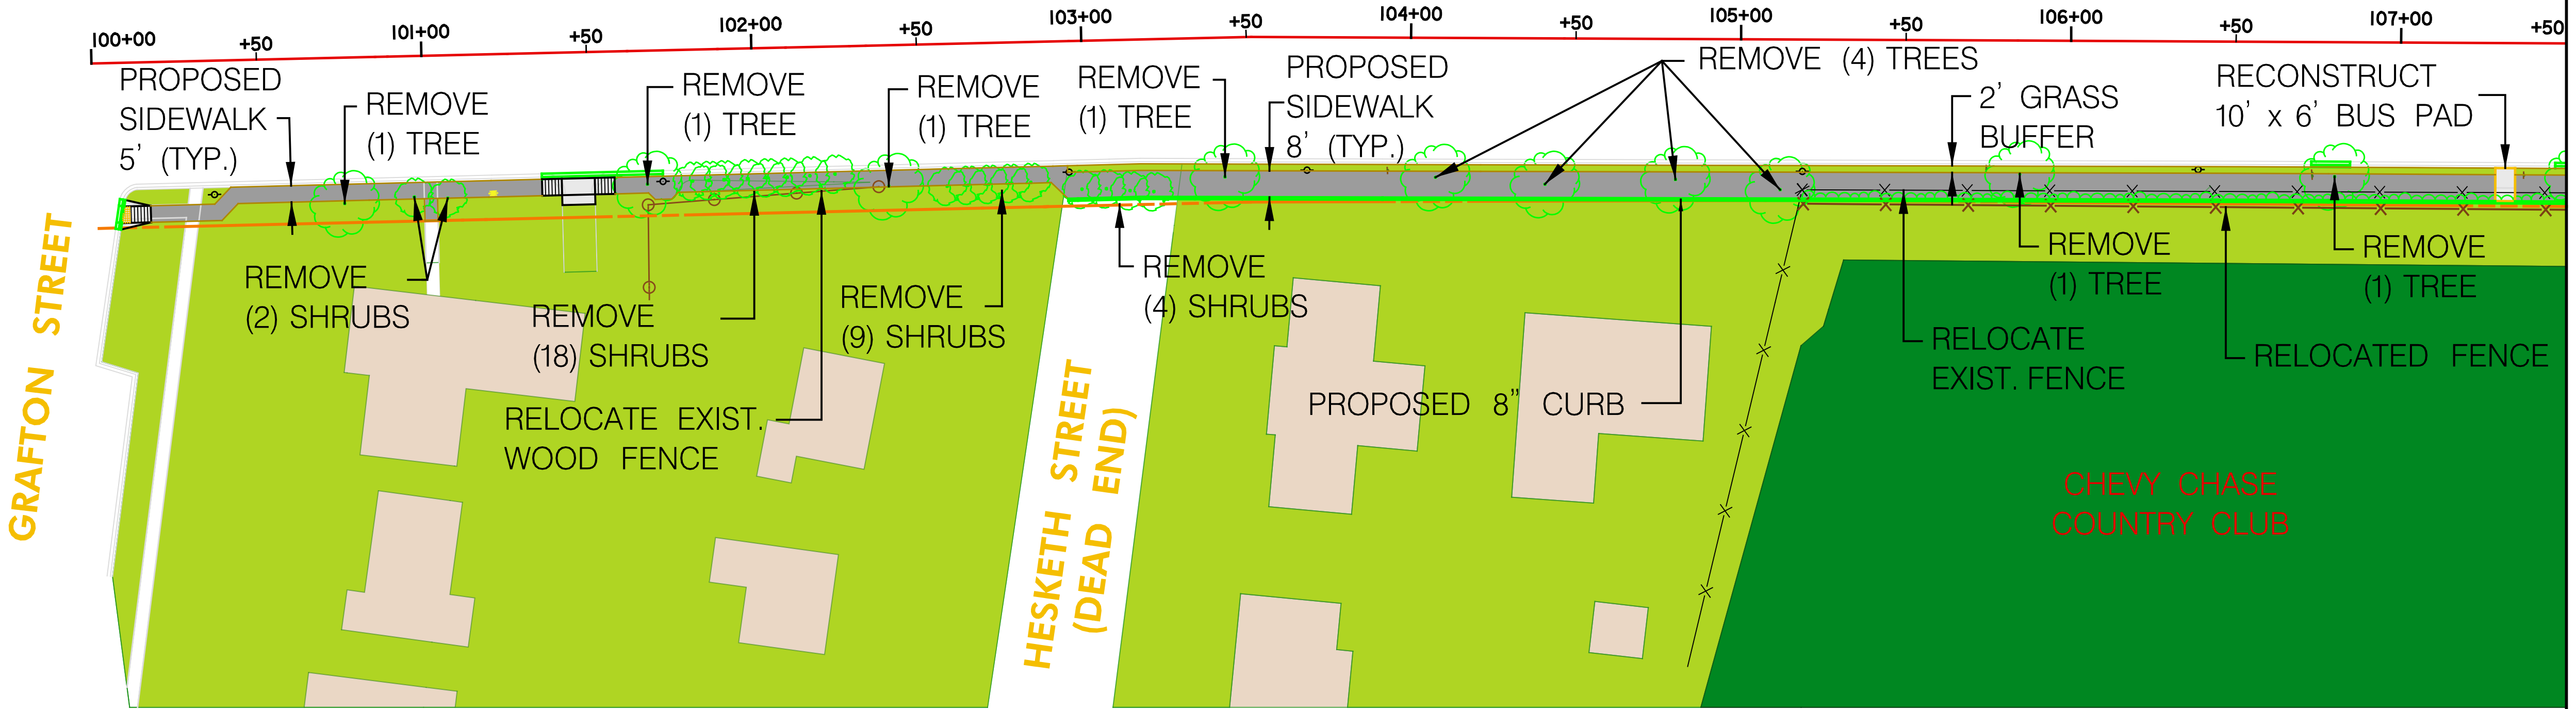 100+00
+50
101+00
+50
102+00
+50
103+00
+50
104+00
+50
105+00
+50
106+00
+50
107+00
+50
PROPOSED
SIDEWALK
5' (TYP.)
REMOVE
(1) TREE
REMOVE
(1) TREE
REMOVE
(1) TREE
REMOVE
(1) TREE
PROPOSED
SIDEWALK
8' (TYP.)
REMOVE (4) TREES
2' GRASS
BUFFER
RECONSTRUCT
10' x 6' BUS PAD
GRAFTON STREET
REMOVE
(2) SHRUBS
REMOVE
(18) SHRUBS
REMOVE
(9) SHRUBS
REMOVE
(4) SHRUBS
RELOCATE EXIST.
WOOD FENCE
HESKETH STREET
(DEAD END)
PROPOSED 8" CURB
REMOVE
(1) TREE
REMOVE
(1) TREE
RELOCATE
EXIST. FENCE
RELOCATED FENCE
CHEVY CHASE
COUNTRY CLUB